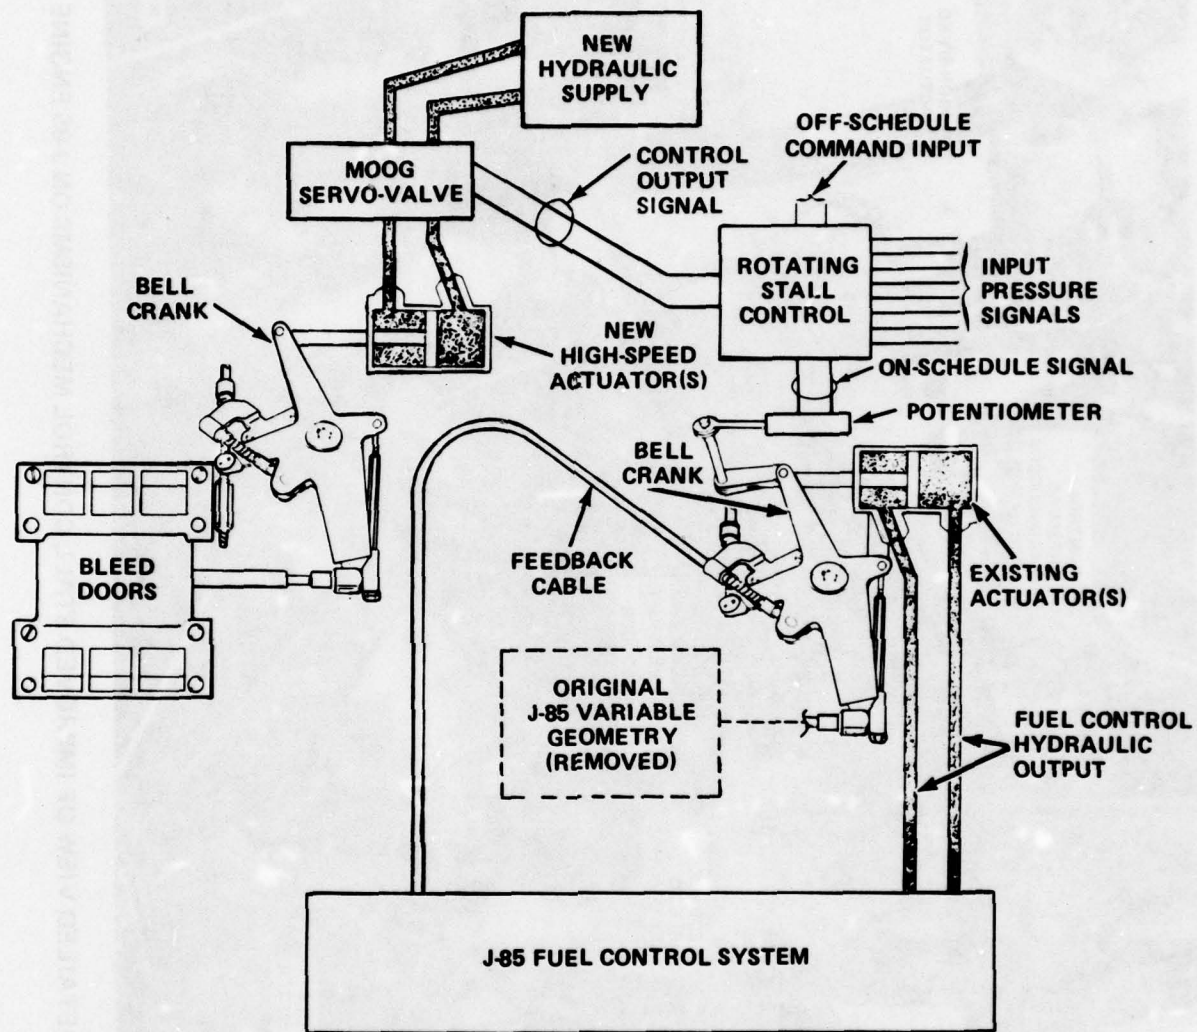 NEW
HYDRAULIC
SUPPLY
OFF-SCHEDULE
COMMAND INPUT
MOOG
SERVO-VALVE
CONTROL
OUTPUT
SIGNAL
ROTATING
STALL
CONTROL
INPUT
PRESSURE
SIGNALS
BELL
CRANK
NEW
HIGH-SPEED
ACTUATOR(S)
ON-SCHEDULE SIGNAL
POTENTIOMETER
BELL
CRANK
FEEDBACK
CABLE
EXISTING
ACTUATOR(S)
BLEED
DOORS
ORIGINAL
J-85 VARIABLE
GEOMETRY
(REMOVED)
FUEL CONTROL
HYDRAULIC
OUTPUT
J-85 FUEL CONTROL SYSTEM